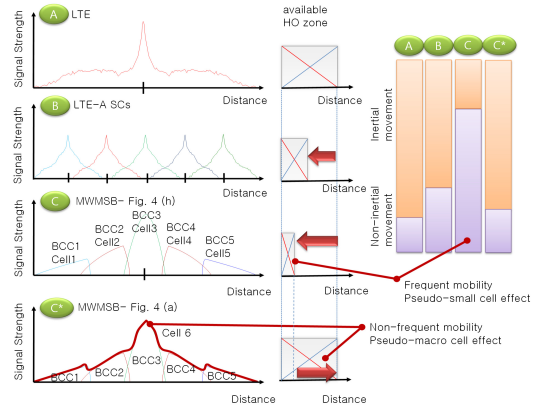 A LTE
Signal Strength
Distance
available
HO zone
Distance
B LTE-A SCs
Signal Strength
Distance
Distance
C MWMSB- Fig. 4 (h)
Signal Strength
BCC1
Cell1
BCC2
Cell2
BCC3
Cell3
BCC4
Cell4
BCC5
Cell5
Distance
Distance
C* MWMSB- Fig. 4 (a)
Signal Strength
Cell 6
BCC1
BCC2
BCC3
BCC4
BCC5
Distance
Distance
A
B
C
C*
Inertial
movement
Non-inertial
movement
Frequent mobility
Pseudo-small cell effect
Non-frequent mobility
Pseudo-macro cell effect